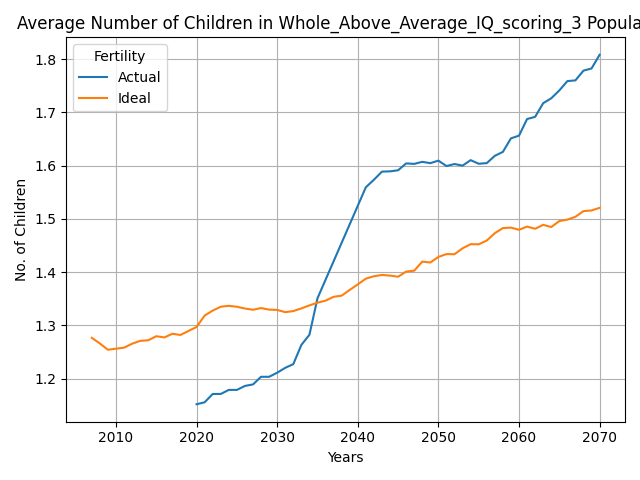 Average Number of Children in Whole_Above_Average_IQ_scoring_3 Popula
Fertility
Actual
Ideal
No. of Children
1.8
1.7
1.6
1.5
1.4
1.3
1.2
2010 2020 2030 2040 2050 2060 2070
Years